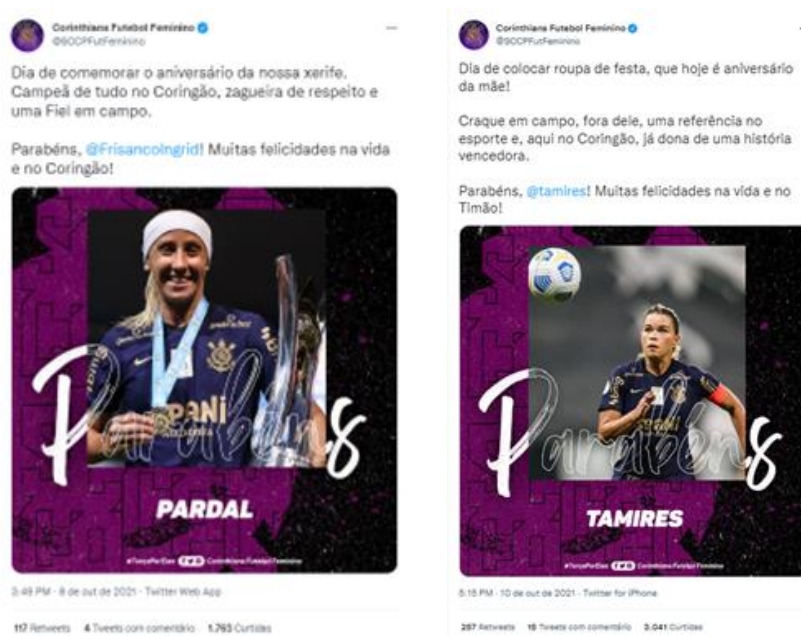 Corinthians Futebol Feminino
@SCCPFutFeminino
Dia de comemorar o aniversário da nossa xerife.
Campeã de tudo no Coringão, zagueira de respeito e
uma Fiel em campo.
Parabéns, @FrisancoIngrid! Muitas felicidades na vida
e no Coringão!
Parabéns
PARDAL
#TimePorElas Corinthians Futebol Feminino
3:49 PM · 8 de out de 2021 · Twitter Web App
117 Retweets 4 Tweets com comentário 1.763 Curtidas
Corinthians Futebol Feminino
@SCCPFutFeminino
Dia de colocar roupa de festa, que hoje é aniversário
da mãe!
Craque em campo, fora dele, uma referência no
esporte e, aqui no Coringão, já dona de uma história
vencedora.
Parabéns, @tamires! Muitas felicidades na vida e no
Timão!
Parabéns
TAMIRES
Corinthians Futebol Feminino
5:15 PM · 10 de out de 2021 · Twitter for iPhone
257 Retweets 15 Tweets com comentário 3.041 Curtidas